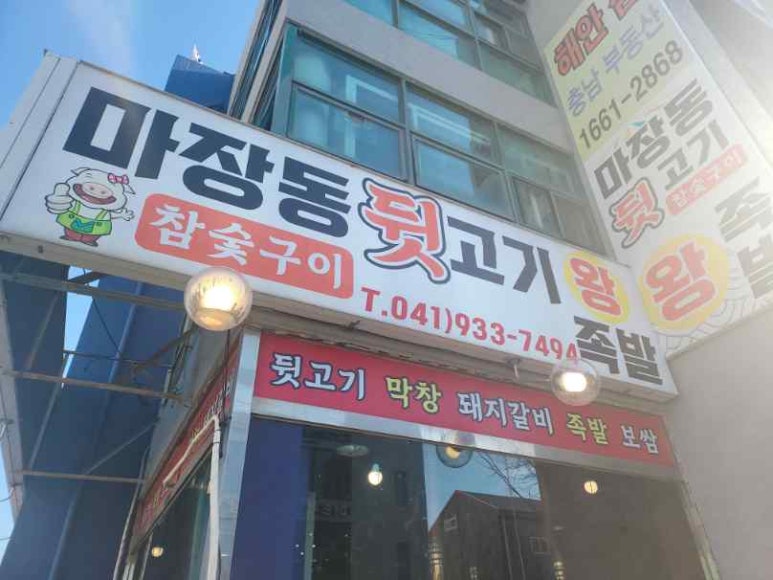 마장동 뒷고기 왕족발
참숯구이
T.041)933-7494
뒷고기 막창 돼지갈비 족발 보쌈
해안
충남 부동산
1661-2868
마장동
뒷고기
참숯구이
왕
족발